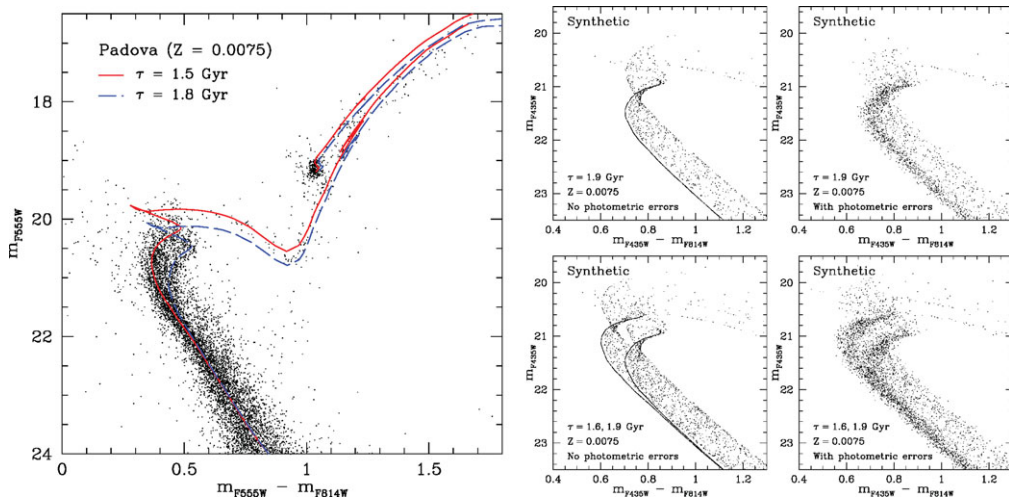 Padova (Z = 0.0075)
τ = 1.5 Gyr
τ = 1.8 Gyr
18
20
22
24
m_F555W
0
0.5
1
1.5
m_F555W − m_F814W
Synthetic
20
21
22
23
m_F435W
τ = 1.9 Gyr
Z = 0.0075
No photometric errors
0.4 0.6 0.8 1 1.2
m_F435W − m_F814W
Synthetic
20
21
22
23
m_F435W
τ = 1.9 Gyr
Z = 0.0075
With photometric errors
0.4 0.6 0.8 1 1.2
m_F435W − m_F814W
Synthetic
20
21
22
23
m_F435W
τ = 1.6, 1.9 Gyr
Z = 0.0075
No photometric errors
0.4 0.6 0.8 1 1.2
m_F435W − m_F814W
Synthetic
20
21
22
23
m_F435W
τ = 1.6, 1.9 Gyr
Z = 0.0075
With photometric errors
0.4 0.6 0.8 1 1.2
m_F435W − m_F814W